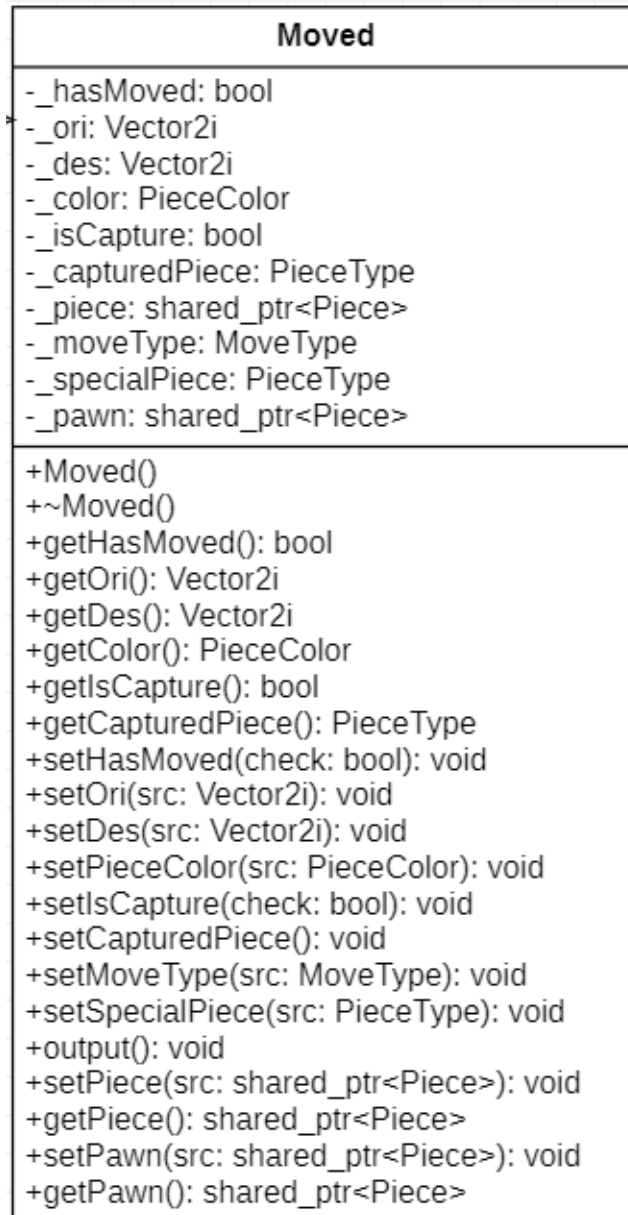 Moved
-_hasMoved: bool
-_ori: Vector2i
-_des: Vector2i
-_color: PieceColor
-_isCapture: bool
-_capturedPiece: PieceType
-_piece: shared_ptr<Piece>
-_moveType: MoveType
-_specialPiece: PieceType
-_pawn: shared_ptr<Piece>
+Moved()
+~Moved()
+getHasMoved(): bool
+getOri(): Vector2i
+getDes(): Vector2i
+getColor(): PieceColor
+getIsCapture(): bool
+getCapturedPiece(): PieceType
+setHasMoved(check: bool): void
+setOri(src: Vector2i): void
+setDes(src: Vector2i): void
+setPieceColor(src: PieceColor): void
+setIsCapture(check: bool): void
+setCapturedPiece(): void
+setMoveType(src: MoveType): void
+setSpecialPiece(src: PieceType): void
+output(): void
+setPiece(src: shared_ptr<Piece>): void
+getPiece(): shared_ptr<Piece>
+setPawn(src: shared_ptr<Piece>): void
+getPawn(): shared_ptr<Piece>